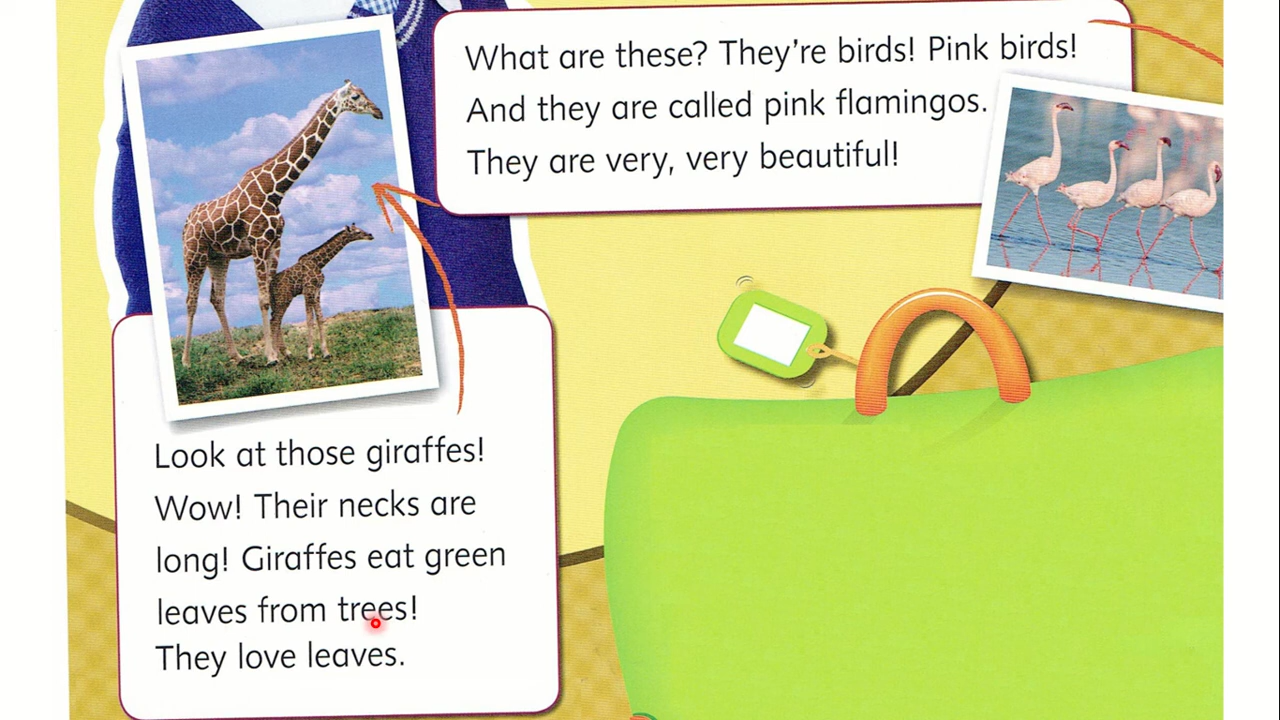 What are these? They're birds! Pink birds!
And they are called pink flamingos.
They are very, very beautiful!
Look at those giraffes!
Wow! Their necks are
long! Giraffes eat green
leaves from trees!
They love leaves.